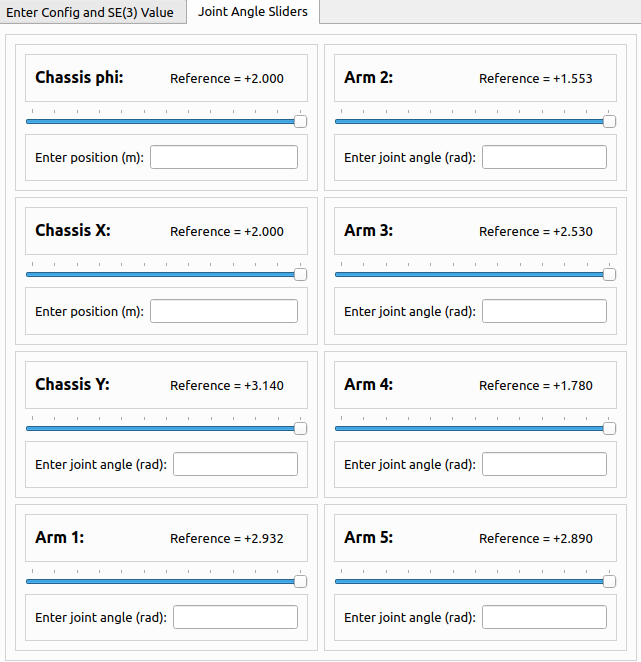 Enter Config and SE(3) Value
Joint Angle Sliders
Chassis phi:
Reference = +2.000
Enter position (m):
Arm 2:
Reference = +1.553
Enter joint angle (rad):
Chassis X:
Reference = +2.000
Enter position (m):
Arm 3:
Reference = +2.530
Enter joint angle (rad):
Chassis Y:
Reference = +3.140
Enter joint angle (rad):
Arm 4:
Reference = +1.780
Enter joint angle (rad):
Arm 1:
Reference = +2.932
Enter joint angle (rad):
Arm 5:
Reference = +2.890
Enter joint angle (rad):